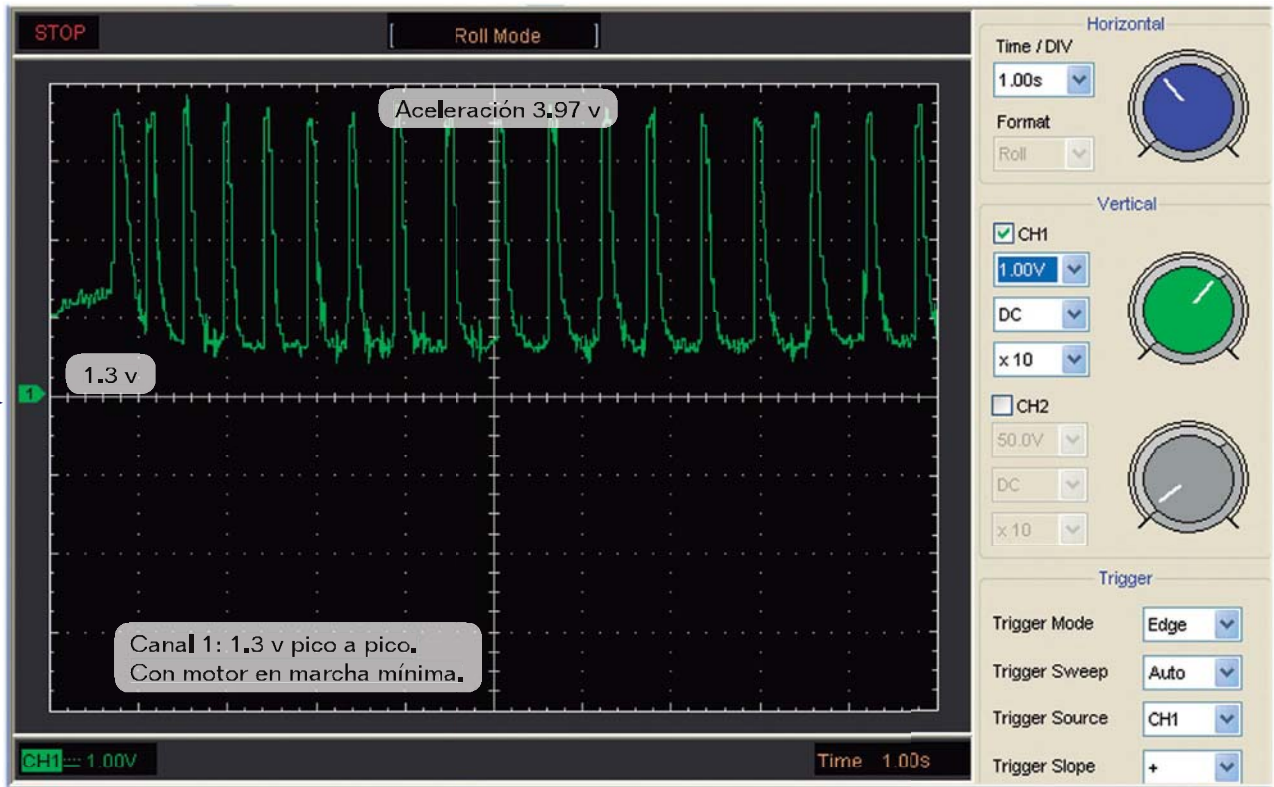 STOP
[ Roll Mode ]
Aceleración 3.97 v
1.3 v
1
Canal 1: 1.3 v pico a pico.
Con motor en marcha mínima.
CH1 1.00V
Time 1.00s
Horizontal
Time / DIV
1.00s
Format
Roll
Vertical
CH1
1.00V
DC
x 10
CH2
50.0V
DC
x 10
Trigger
Trigger Mode Edge
Trigger Sweep Auto
Trigger Source CH1
Trigger Slope +